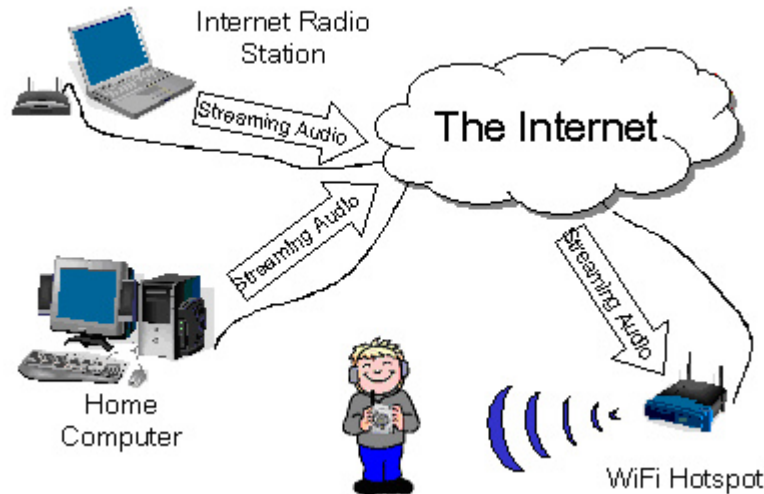 Internet Radio
Station
Streaming Audio
The Internet
Streaming Audio
Streaming Audio
Home
Computer
WiFi Hotspot